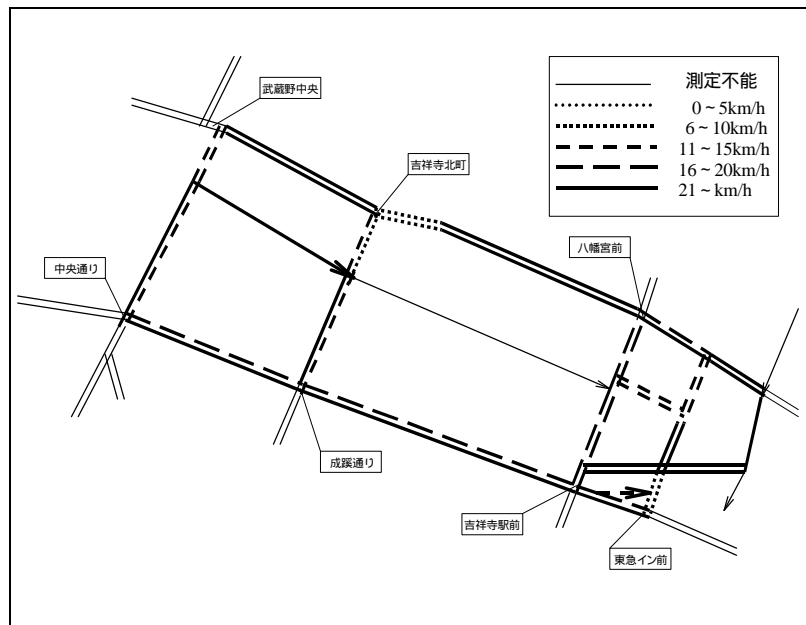 武蔵野中央
測定不能
0~5km/h
6~10km/h
11~15km/h
16~20km/h
21~km/h
吉祥寺北町
八幡宮前
中央通り
成蹊通り
吉祥寺駅前
東急イン前